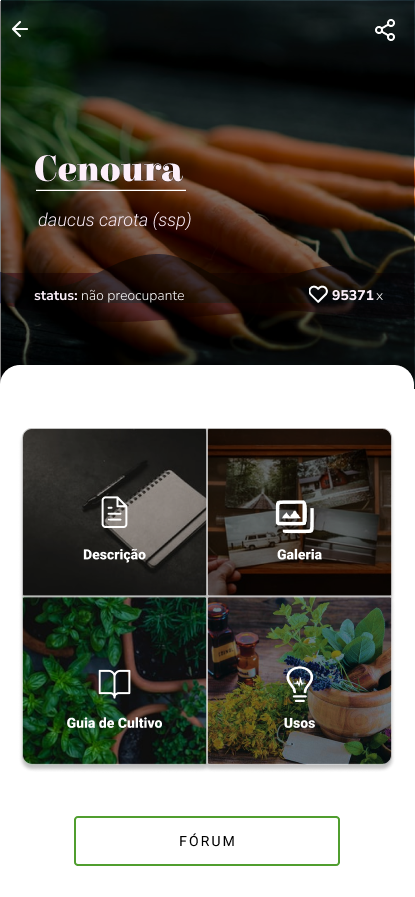 Cenoura
daucus carota (ssp)
status: não preocupante
95371 x
Descrição
Galeria
Guia de Cultivo
Usos
FÓRUM